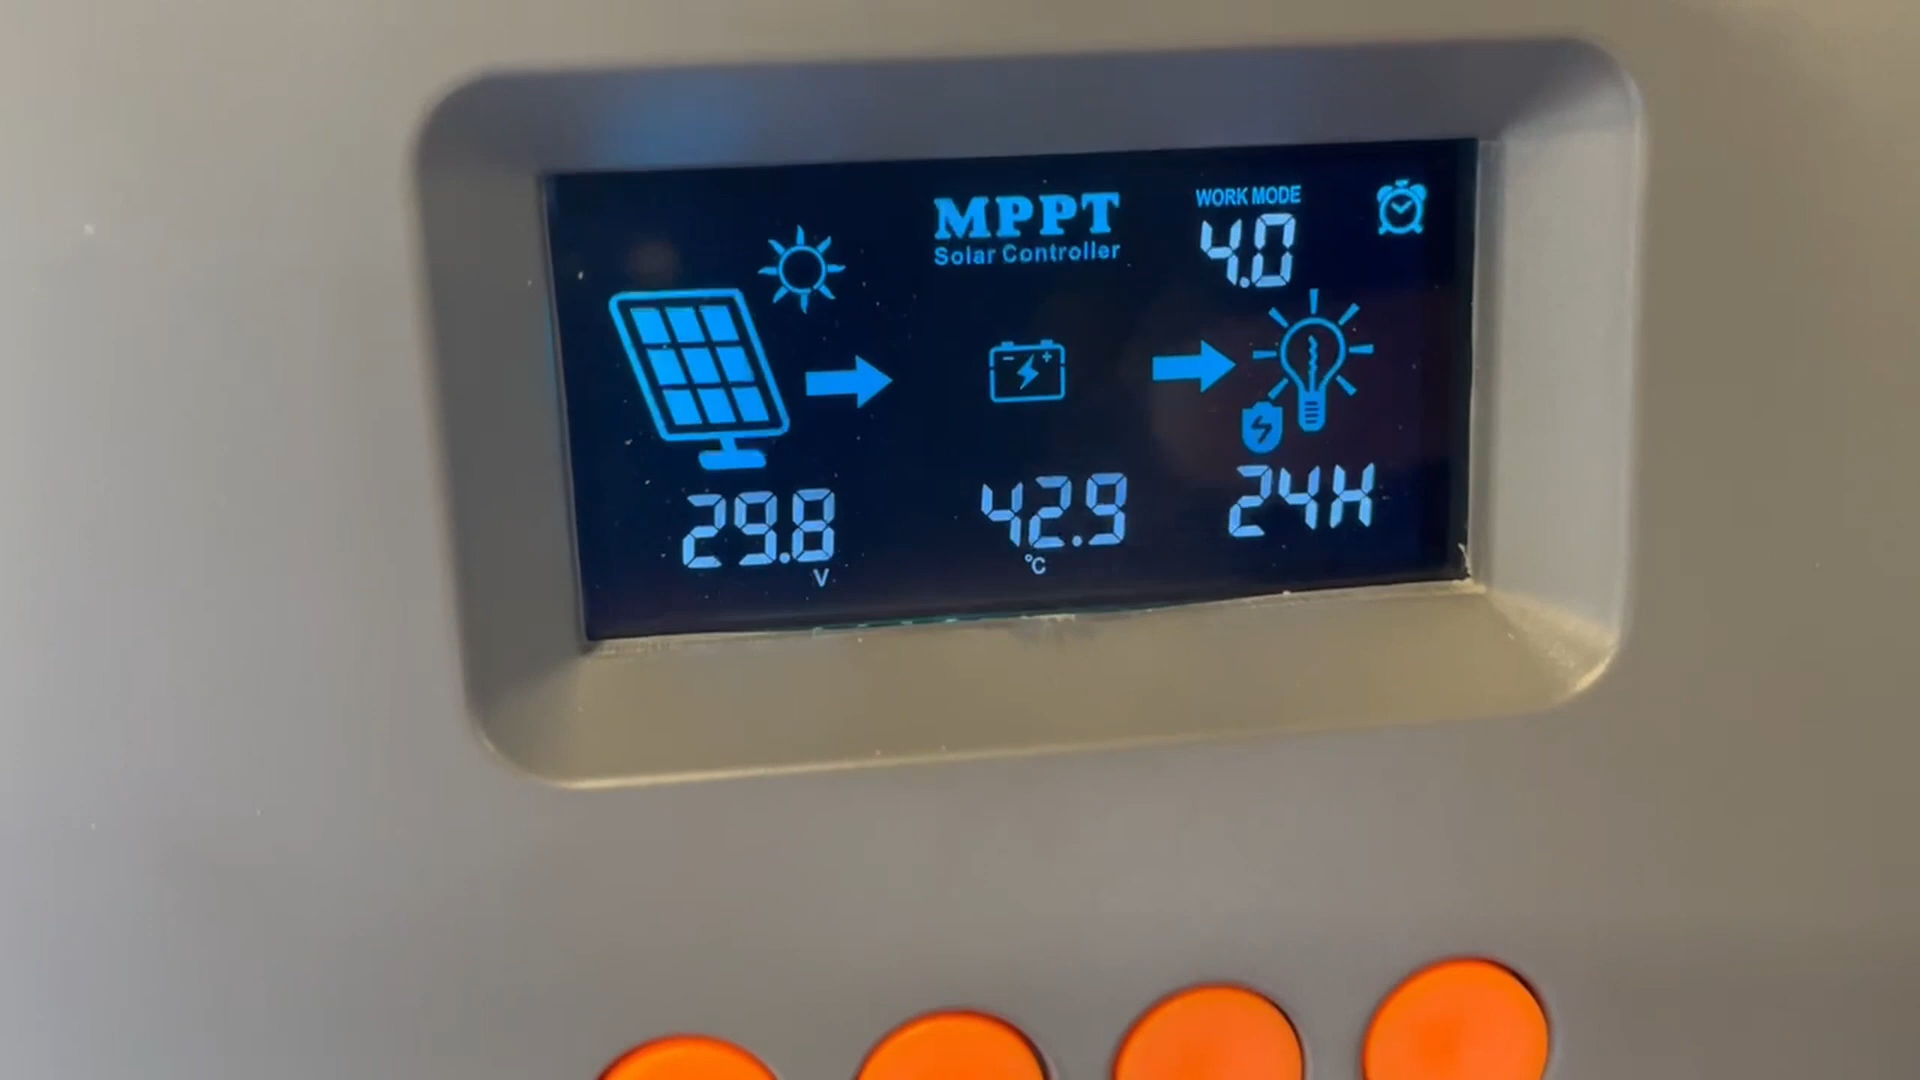 MPPT
Solar Controller
WORK MODE
4.0
29.8
V
42.9
°C
24H